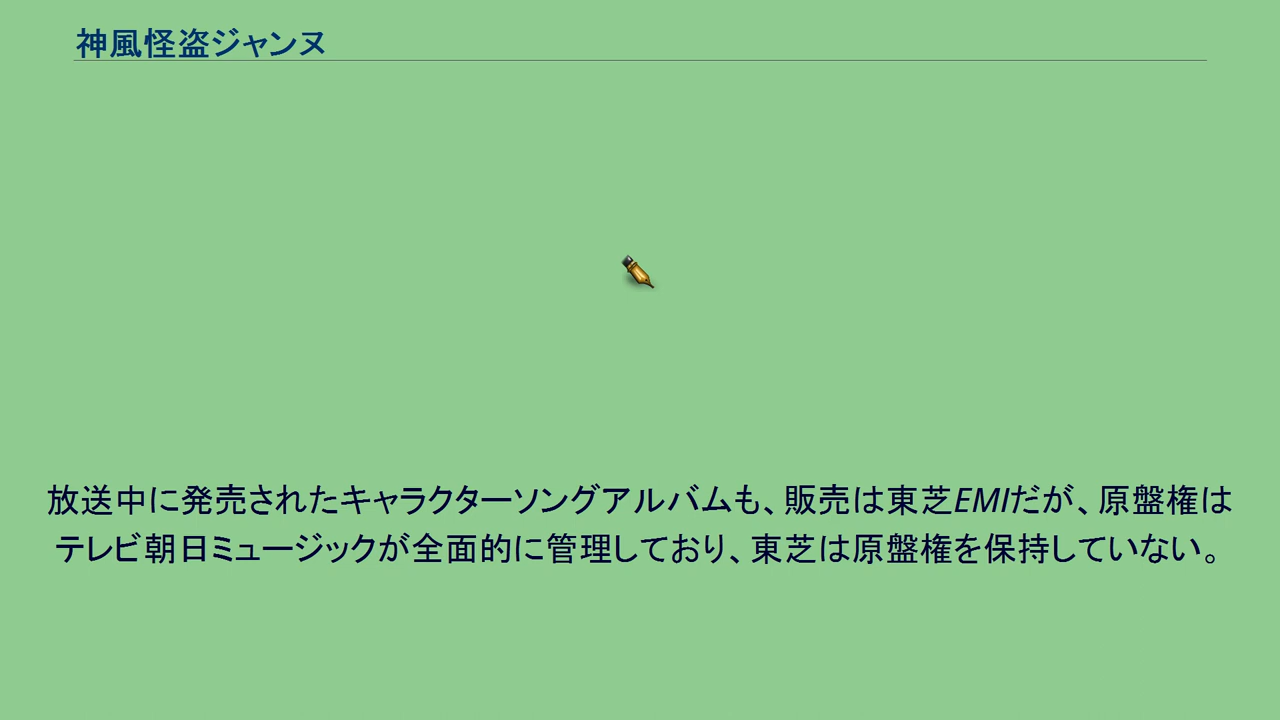 神風怪盗ジャンヌ
放送中に発売されたキャラクターソングアルバムも、販売は東芝EMIだが、原盤権は
テレビ朝日ミュージックが全面的に管理しており、東芝は原盤権を保持していない。